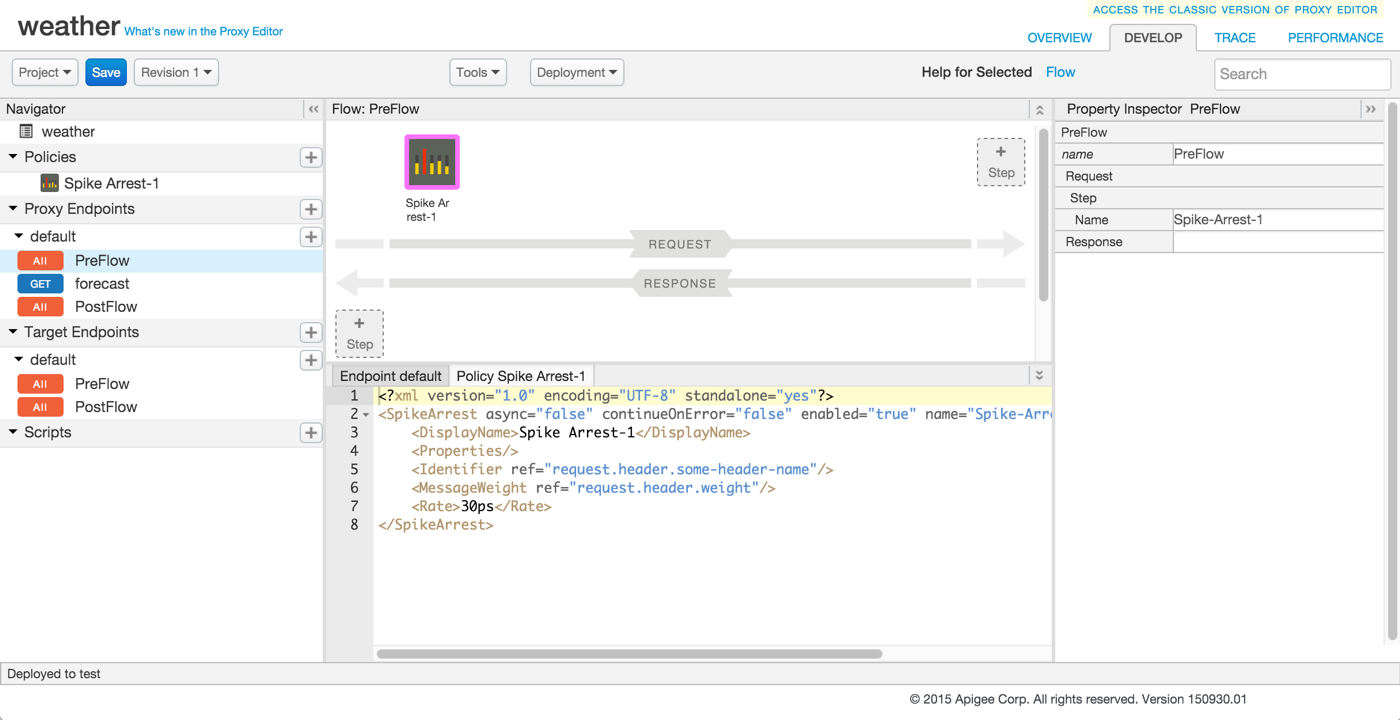 ACCESS THE CLASSIC VERSION OF PROXY EDITOR
weather What's new in the Proxy Editor
OVERVIEW DEVELOP TRACE PERFORMANCE
Project Save Revision 1 Tools Deployment Help for Selected Flow Search
Navigator
weather
Policies
Spike Arrest-1
Proxy Endpoints
default
All PreFlow
GET forecast
All PostFlow
Target Endpoints
default
All PreFlow
All PostFlow
Scripts
Flow: PreFlow
Spike Ar
rest-1
+
Step
REQUEST
RESPONSE
+
Step
Endpoint default Policy Spike Arrest-1
1 <?xml version="1.0" encoding="UTF-8" standalone="yes"?>
2 <SpikeArrest async="false" continueOnError="false" enabled="true" name="Spike-Arre
3 <DisplayName>Spike Arrest-1</DisplayName>
4 <Properties/>
5 <Identifier ref="request.header.some-header-name"/>
6 <MessageWeight ref="request.header.weight"/>
7 <Rate>30ps</Rate>
8 </SpikeArrest>
Property Inspector PreFlow
PreFlow
name PreFlow
Request
Step
Name Spike-Arrest-1
Response
Deployed to test
© 2015 Apigee Corp. All rights reserved. Version 150930.01